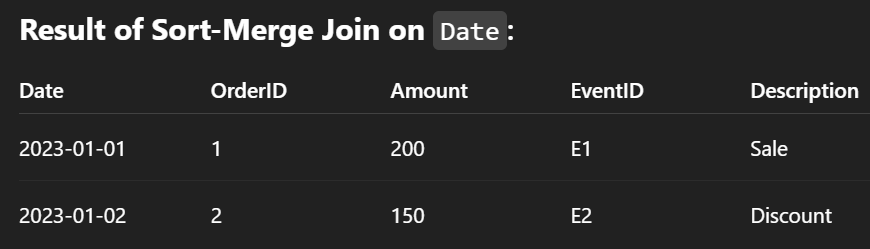 Result of Sort-Merge Join on Date:
Date OrderID Amount EventID Description
2023-01-01 1 200 E1 Sale
2023-01-02 2 150 E2 Discount